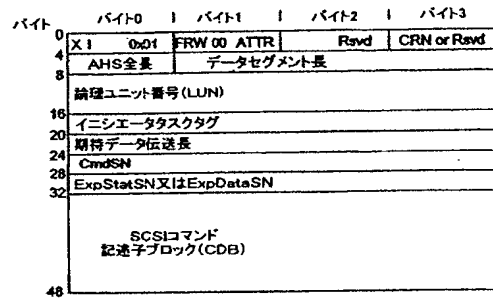 バイト バイト0 バイト1 バイト2 バイト3
0 X I 0x01 FRW 00 ATTR Rsvd CRN or Rsvd
4 AHS全長 データセグメント長
8 論理ユニット番号(LUN)
16 イニシエータタスクタグ
20 期待データ伝送長
24 CmdSN
28 ExpStatSN又はExpDataSN
32
SCSIコマンド
記述子ブロック(CDB)
48